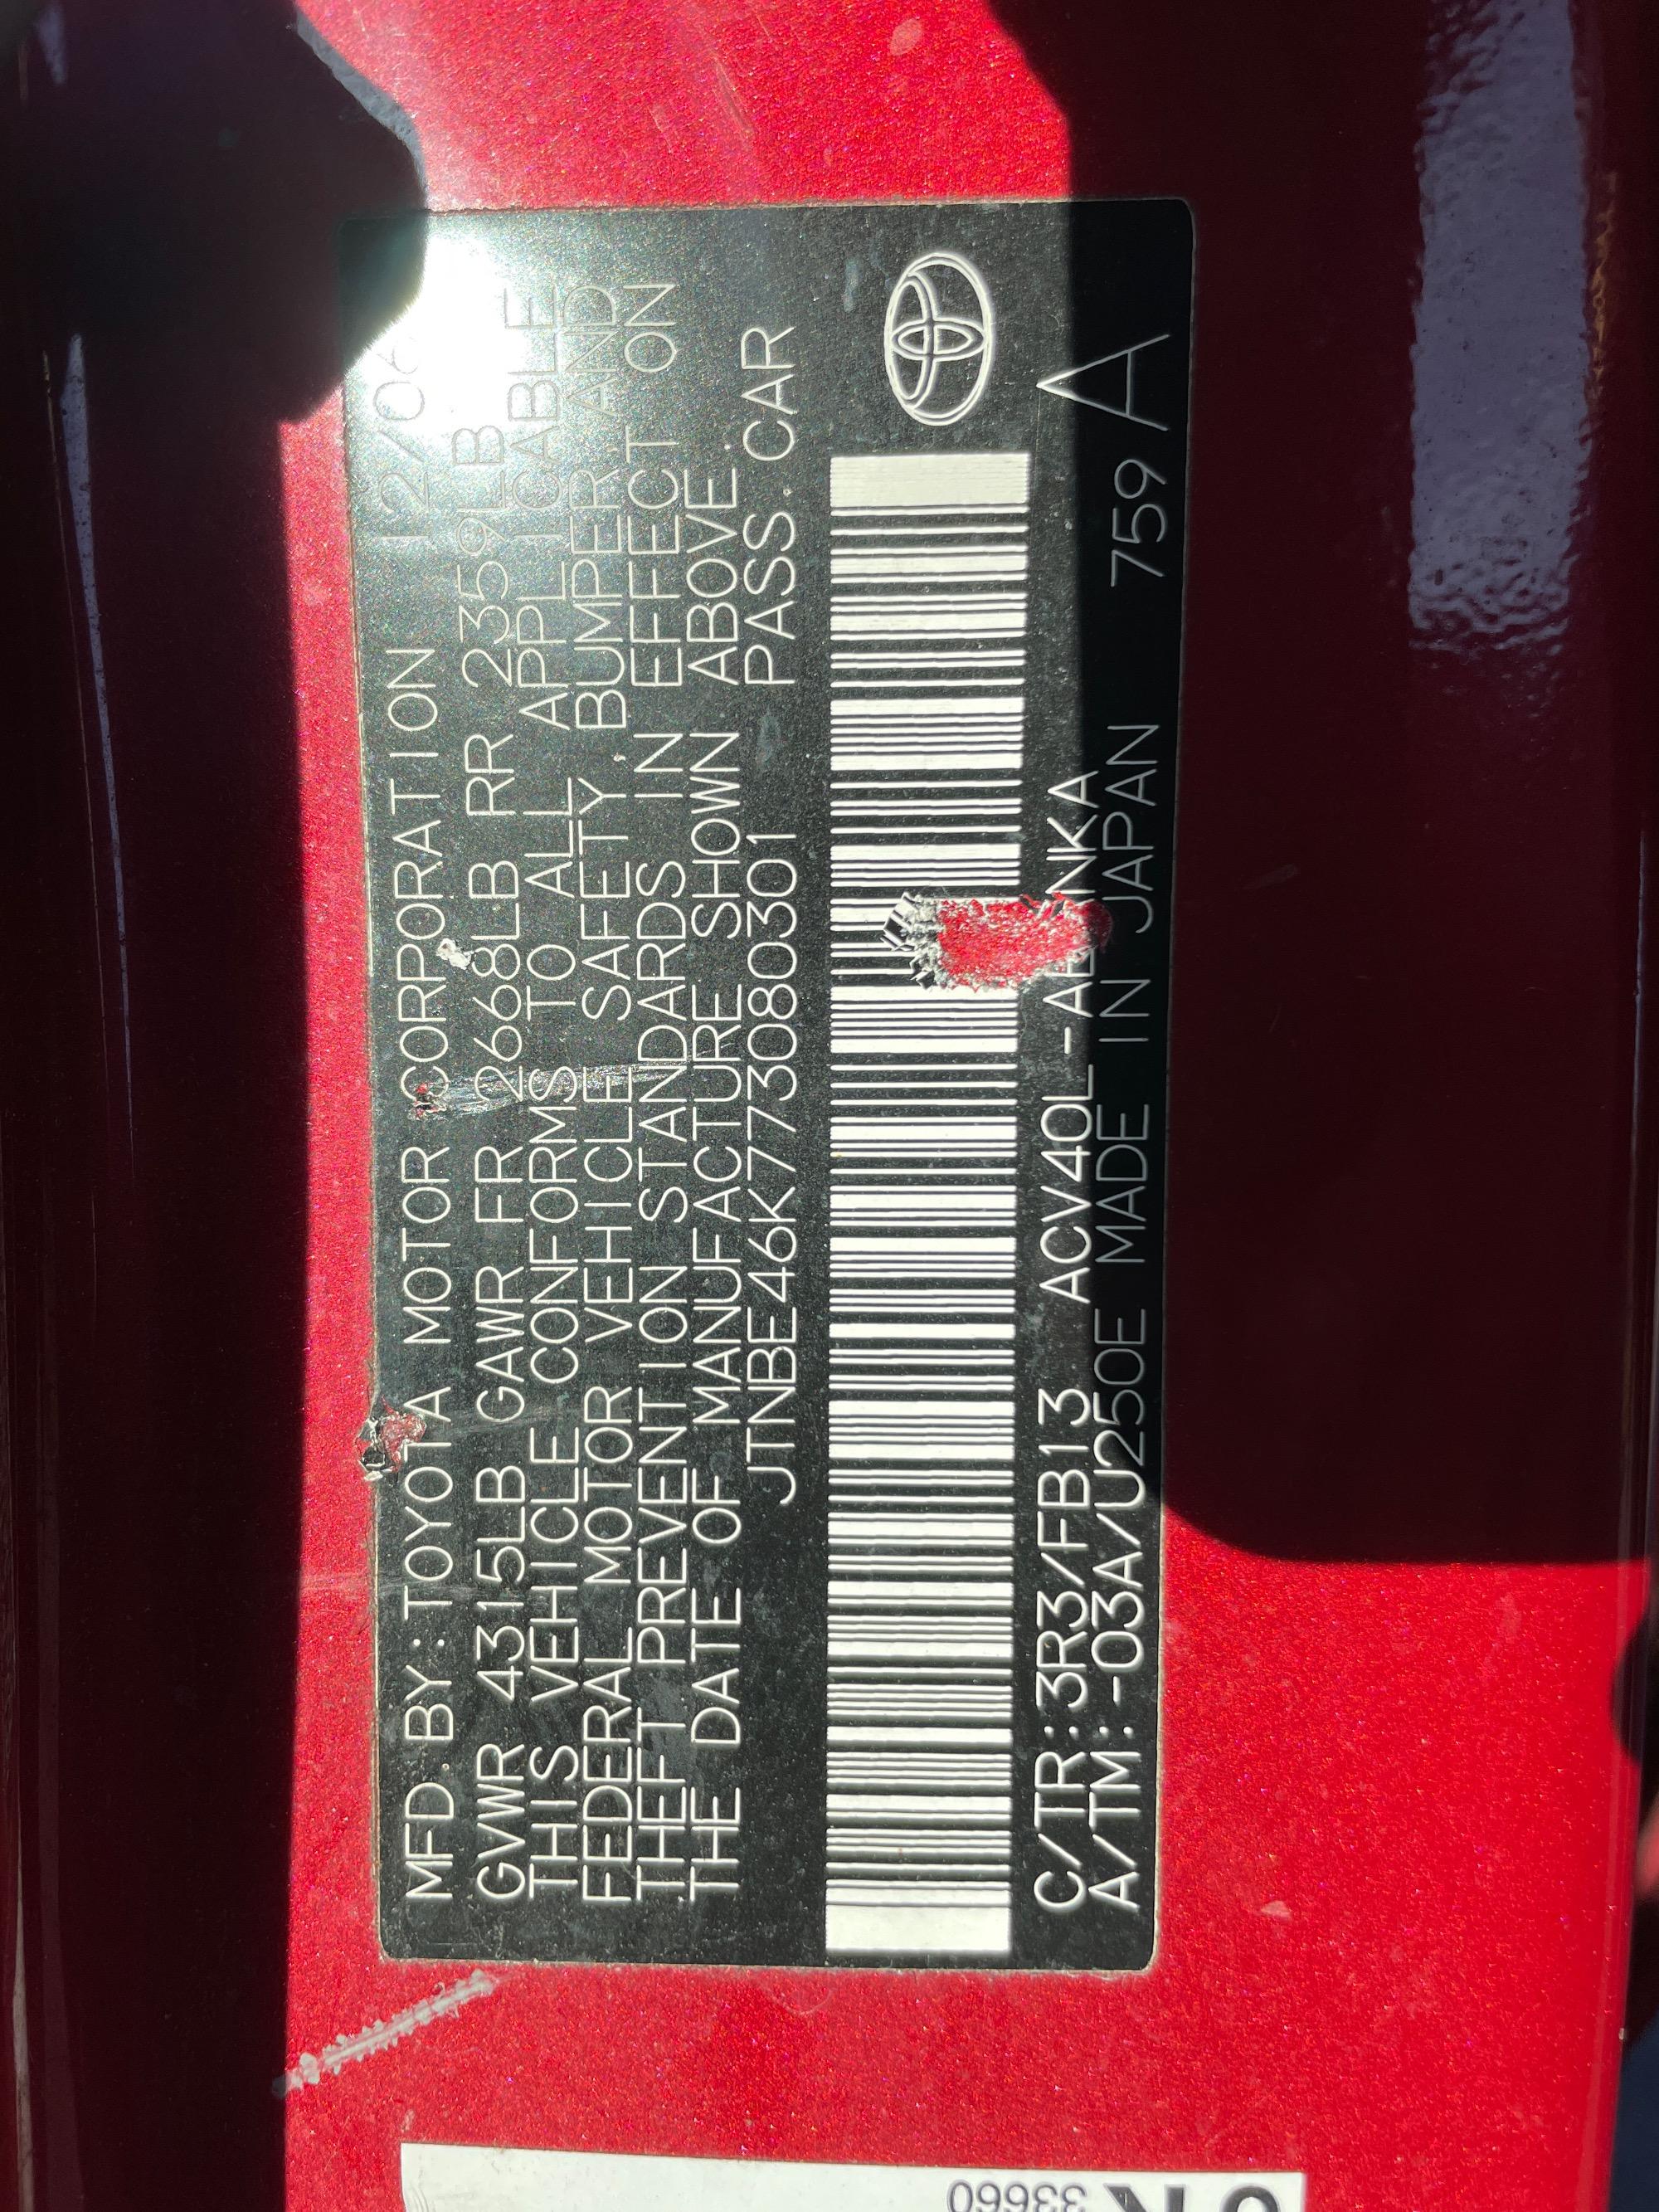 MFD.BY:TOYOTA MOTOR CORPORATION 12/06
GVWR 4315LB GAWR FR 2668LB RR 2359LB
THIS VEHICLE CONFORMS TO ALL APPLICABLE
FEDERAL MOTOR VEHICLE SAFETY,BUMPER,AND
THEFT PREVENTION STANDARDS IN EFFECT ON
THE DATE OF MANUFACTURE SHOWN ABOVE.
JTNBE46K773080301 PASS.CAR
C/TR:3R3/FB13 ACV40L-AE NKA
A/TM:-03A/U250E MADE IN JAPAN 759 A
33660